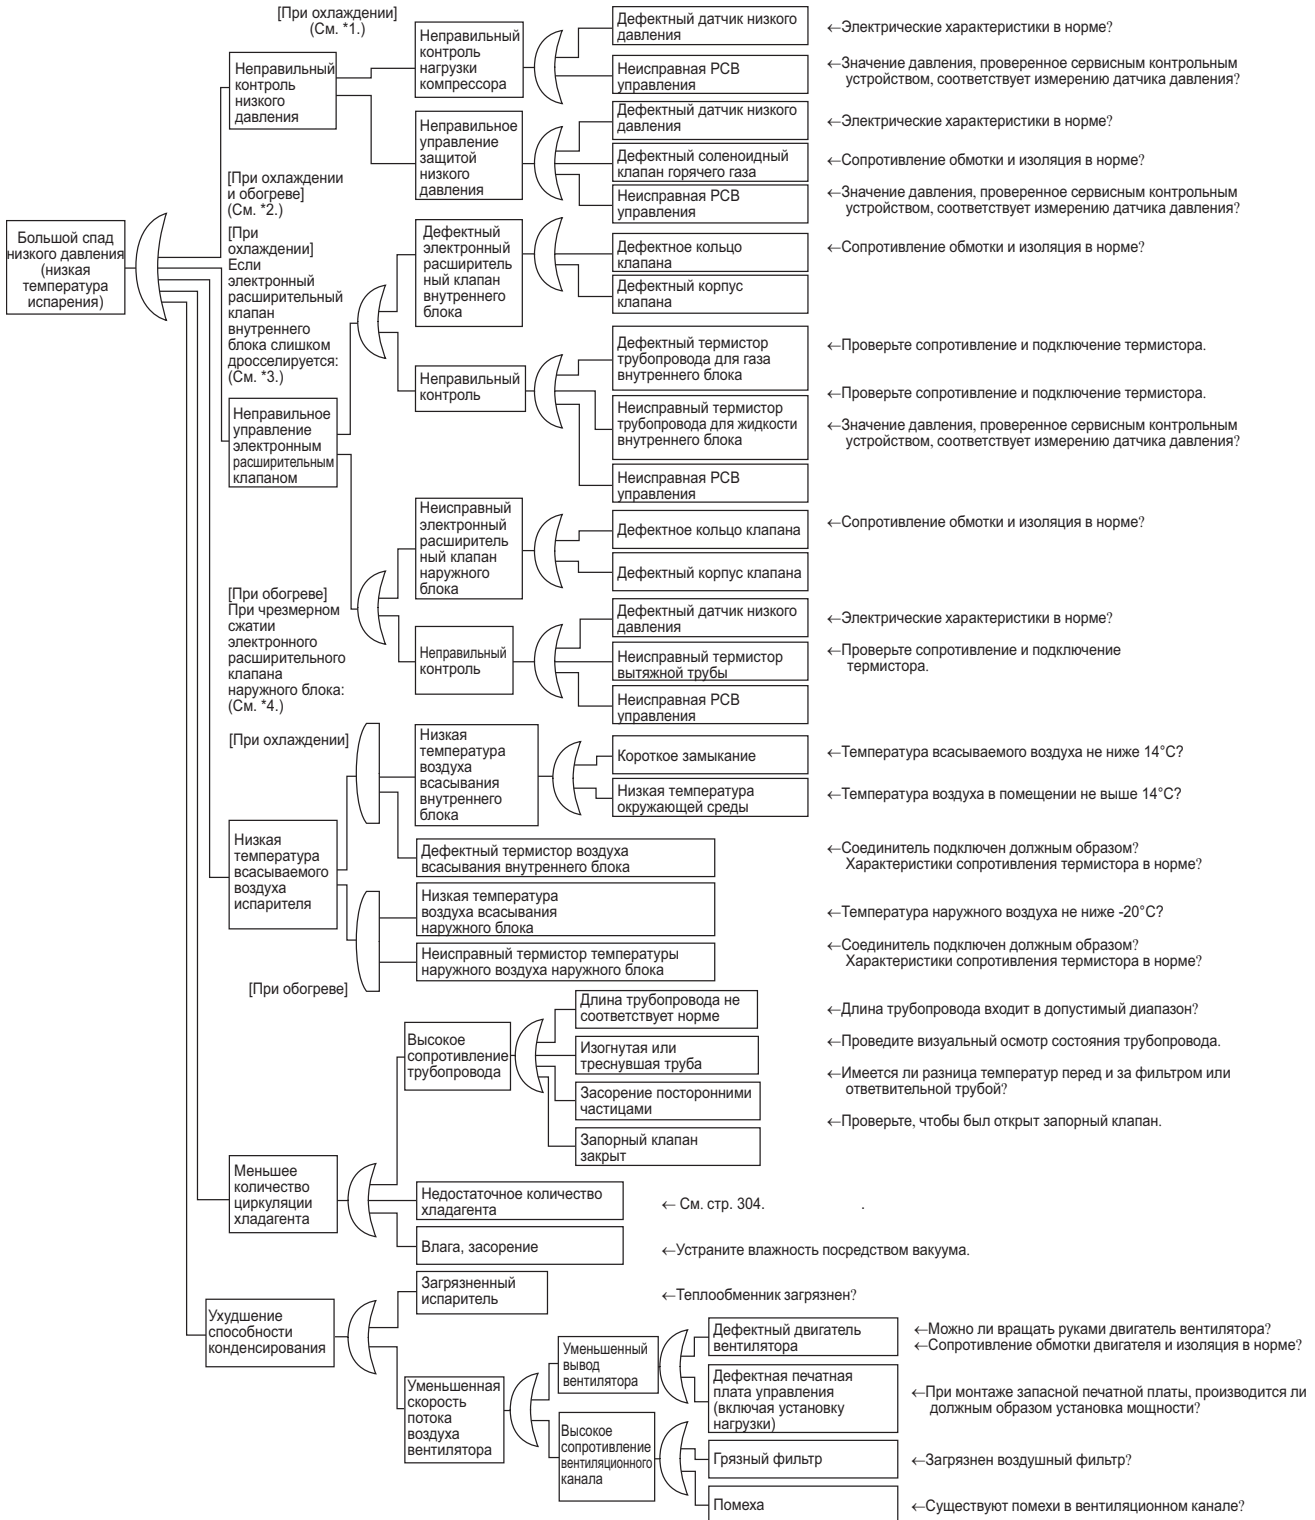 [При охлаждении]
(См. *1.)
Неправильный
контроль
низкого
давления
Неправильный
контроль
нагрузки
компрессора
Дефектный датчик низкого
давления
←Электрические характеристики в норме?
Неисправная PCB
управления
←Значение давления, проверенное сервисным контрольным
устройством, соответствует измерению датчика давления?
Неправильное
управление
защитой
низкого
давления
Дефектный датчик низкого
давления
←Электрические характеристики в норме?
Дефектный соленоидный
клапан горячего газа
←Сопротивление обмотки и изоляция в норме?
Неисправная PCB
управления
←Значение давления, проверенное сервисным контрольным
устройством, соответствует измерению датчика давления?
Большой спад
низкого давления
(низкая
температура
испарения)
[При охлаждении
и обогреве]
(См. *2.)
[При
охлаждении]
Если
электронный
расширительный
клапан
внутреннего
блока слишком
дросселируется:
(См. *3.)
Неправильное
управление
электронным
расширительным
клапаном
Дефектный
электронный
расширитель
ный клапан
внутреннего
блока
Дефектное кольцо
клапана
←Сопротивление обмотки и изоляция в норме?
Дефектный корпус
клапана
Неправильный
контроль
Дефектный термистор
трубопровода для газа
внутреннего блока
←Проверьте сопротивление и подключение термистора.
Неисправный термистор
трубопровода для жидкости
внутреннего блока
←Проверьте сопротивление и подключение термистора.
Неисправная PCB
управления
←Значение давления, проверенное сервисным контрольным
устройством, соответствует измерению датчика давления?
[При обогреве]
При чрезмерном
сжатии
электронного
расширительного
клапана
наружного блока:
(См. *4.)
Неисправный
электронный
расширитель
ный клапан
наружного
блока
Дефектное кольцо клапана
←Сопротивление обмотки и изоляция в норме?
Дефектный корпус клапана
Неправильный
контроль
Дефектный датчик низкого
давления
←Электрические характеристики в норме?
Неисправный термистор
вытяжной трубы
←Проверьте сопротивление и подключение
термистора.
Неисправная PCB
управления
[При охлаждении]
Низкая
температура
всасываемого
воздуха
испарителя
Низкая
температура
воздуха
всасывания
внутреннего
блока
Короткое замыкание
←Температура всасываемого воздуха не ниже 14°C?
Низкая температура
окружающей среды
←Температура воздуха в помещении не выше 14°C?
Дефектный термистор воздуха
всасывания внутреннего блока
←Соединитель подключен должным образом?
Характеристики сопротивления термистора в норме?
Низкая температура
воздуха всасывания
наружного блока
←Температура наружного воздуха не ниже -20°C?
Неисправный термистор температуры
наружного воздуха наружного блока
←Соединитель подключен должным образом?
Характеристики сопротивления термистора в норме?
[При обогреве]
Меньшее
количество
циркуляции
хладагента
Высокое
сопротивление
трубопровода
Длина трубопровода не
соответствует норме
←Длина трубопровода входит в допустимый диапазон?
Изогнутая или
треснувшая труба
←Проведите визуальный осмотр состояния трубопровода.
Засорение посторонними
частицами
←Имеется ли разница температур перед и за фильтром или
ответвительной трубой?
Запорный клапан
закрыт
←Проверьте, чтобы был открыт запорный клапан.
Недостаточное количество
хладагента
← См. стр. 304. .
Влага, засорение
←Устраните влажность посредством вакуума.
Ухудшение
способности
конденсирования
Загрязненный
испаритель
←Теплообменник загрязнен?
Уменьшенная
скорость
потока
воздуха
вентилятора
Уменьшенный
вывод
вентилятора
Дефектный двигатель
вентилятора
←Можно ли вращать руками двигатель вентилятора?
←Сопротивление обмотки двигателя и изоляция в норме?
Дефектная печатная
плата управления
(включая установку
нагрузки)
←При монтаже запасной печатной платы, производится ли
должным образом установка мощности?
Высокое
сопротивление
вентиляционного
канала
Грязный фильтр
←Загрязнен воздушный фильтр?
Помеха
←Существуют помехи в вентиляционном канале?